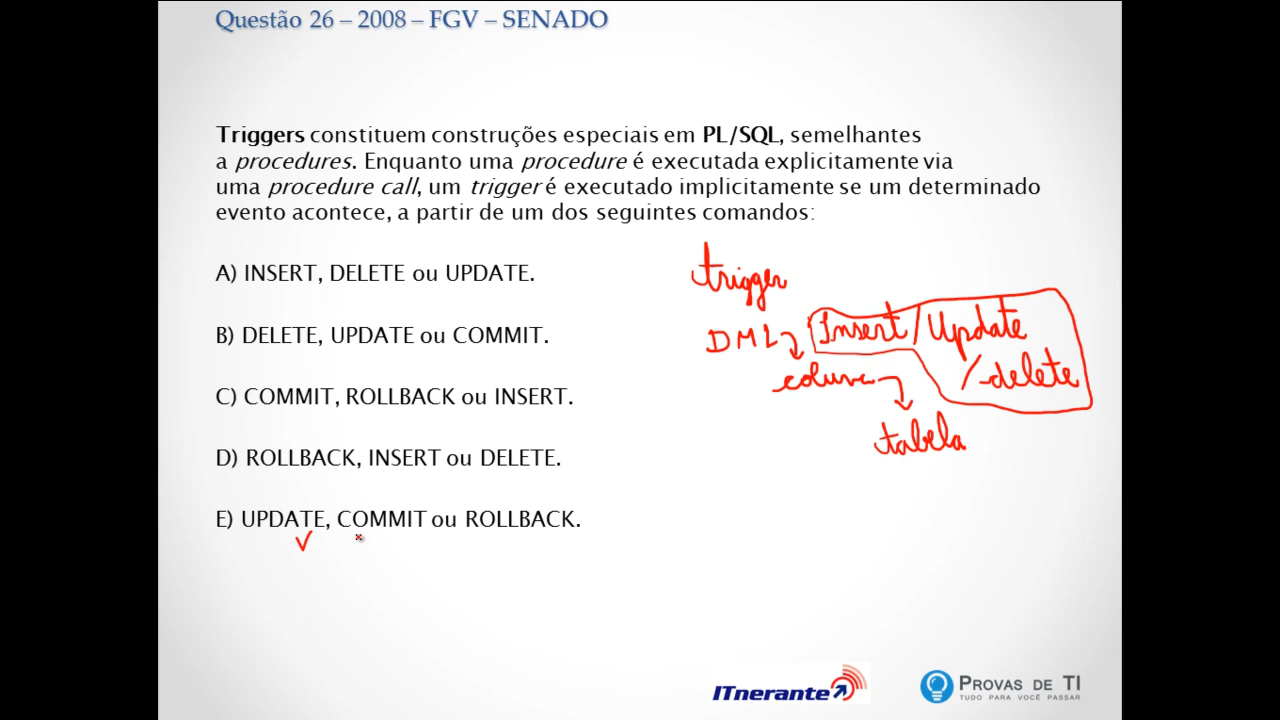 Questão 26 – 2008 – FGV – SENADO
Triggers constituem construções especiais em PL/SQL, semelhantes
a procedures. Enquanto uma procedure é executada explicitamente via
uma procedure call, um trigger é executado implicitamente se um determinado
evento acontece, a partir de um dos seguintes comandos:
A) INSERT, DELETE ou UPDATE.
trigger
B) DELETE, UPDATE ou COMMIT.
DML Insert/Update
/delete
coluna
C) COMMIT, ROLLBACK ou INSERT.
tabela
D) ROLLBACK, INSERT ou DELETE.
E) UPDATE, COMMIT ou ROLLBACK.
ITnerante
PROVAS DE TI
TUDO PARA VOCÊ PASSAR